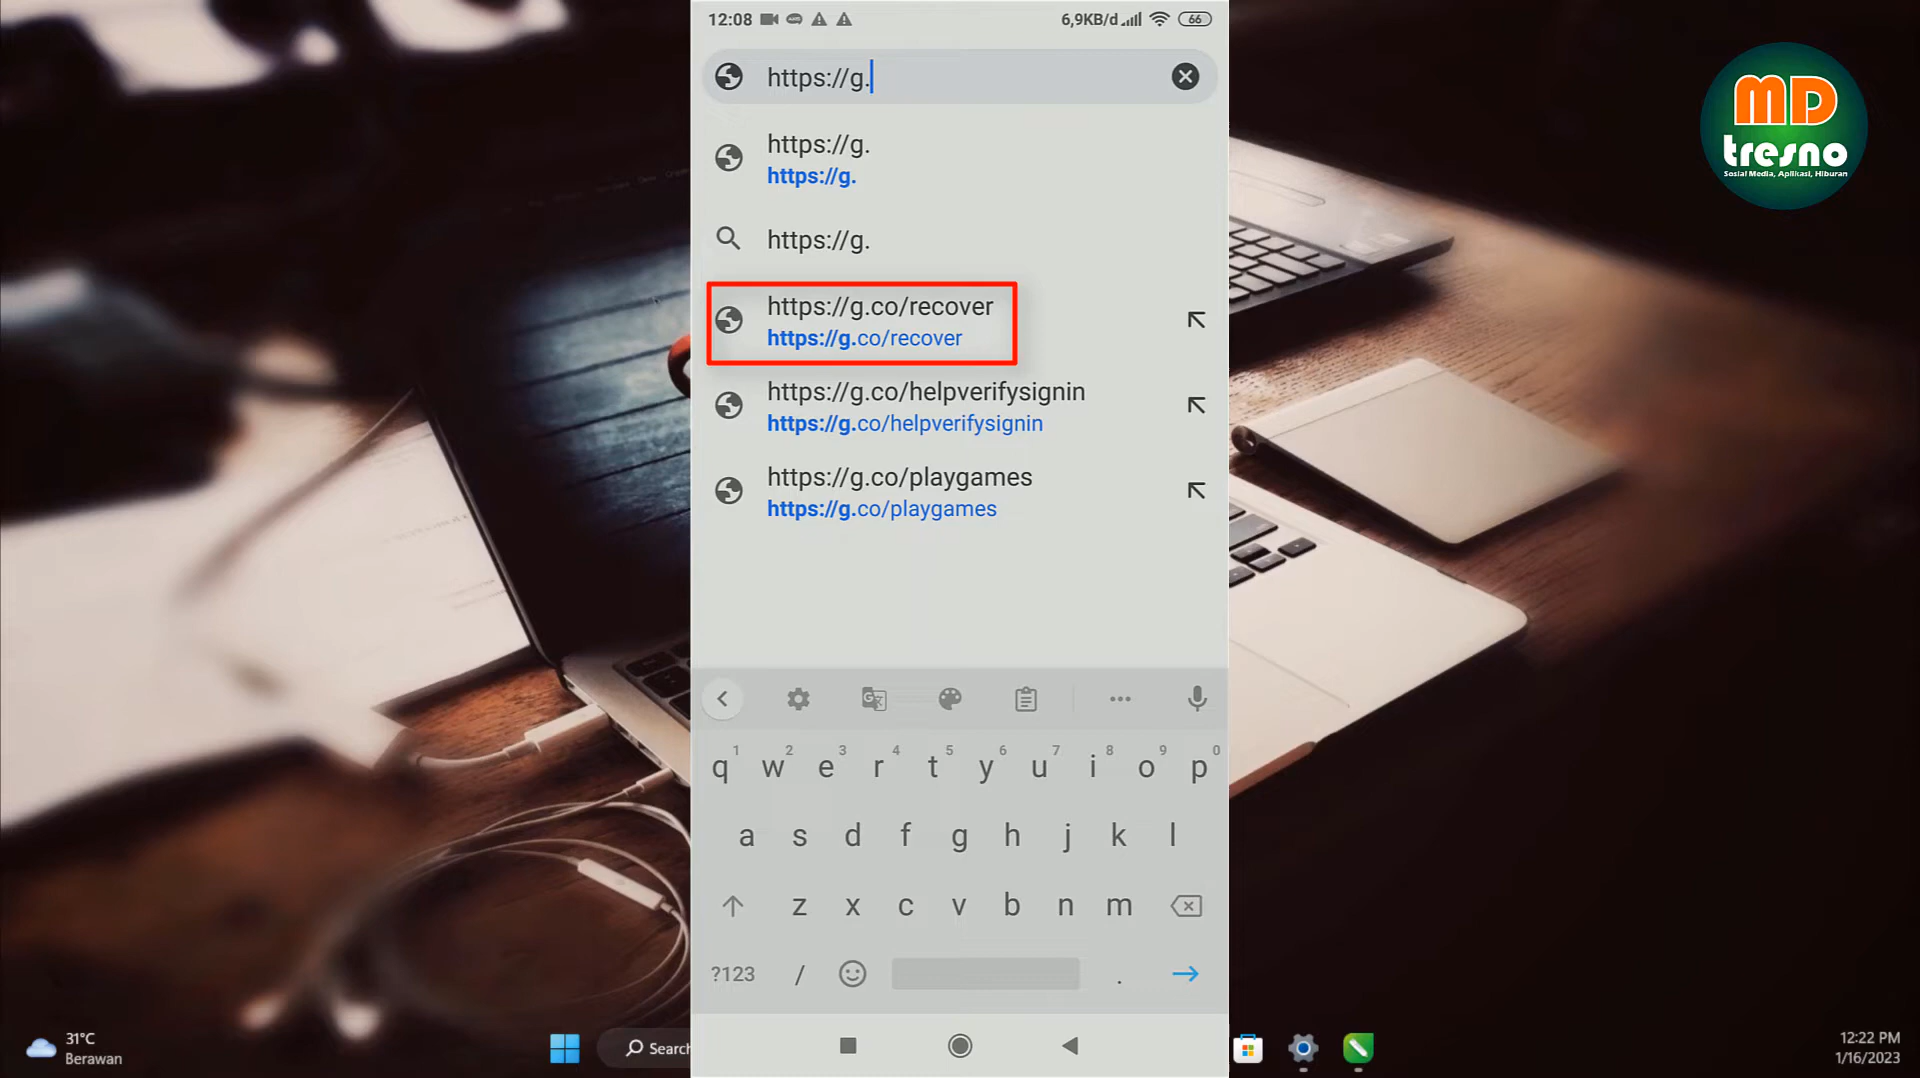 12:08
6,9KB/d
66
https://g.
https://g.
https://g.
https://g.
https://g.co/recover
https://g.co/recover
https://g.co/helpverifysignin
https://g.co/helpverifysignin
https://g.co/playgames
https://g.co/playgames
1 2 3 4 5 6 7 8 9 0
q w e r t y u i o p
a s d f g h j k l
z x c v b n m
?123 / .
MD
tresno
Sosial Media, Aplikasi, Hiburan
31°C
Berawan
Search
12:22 PM
1/16/2023